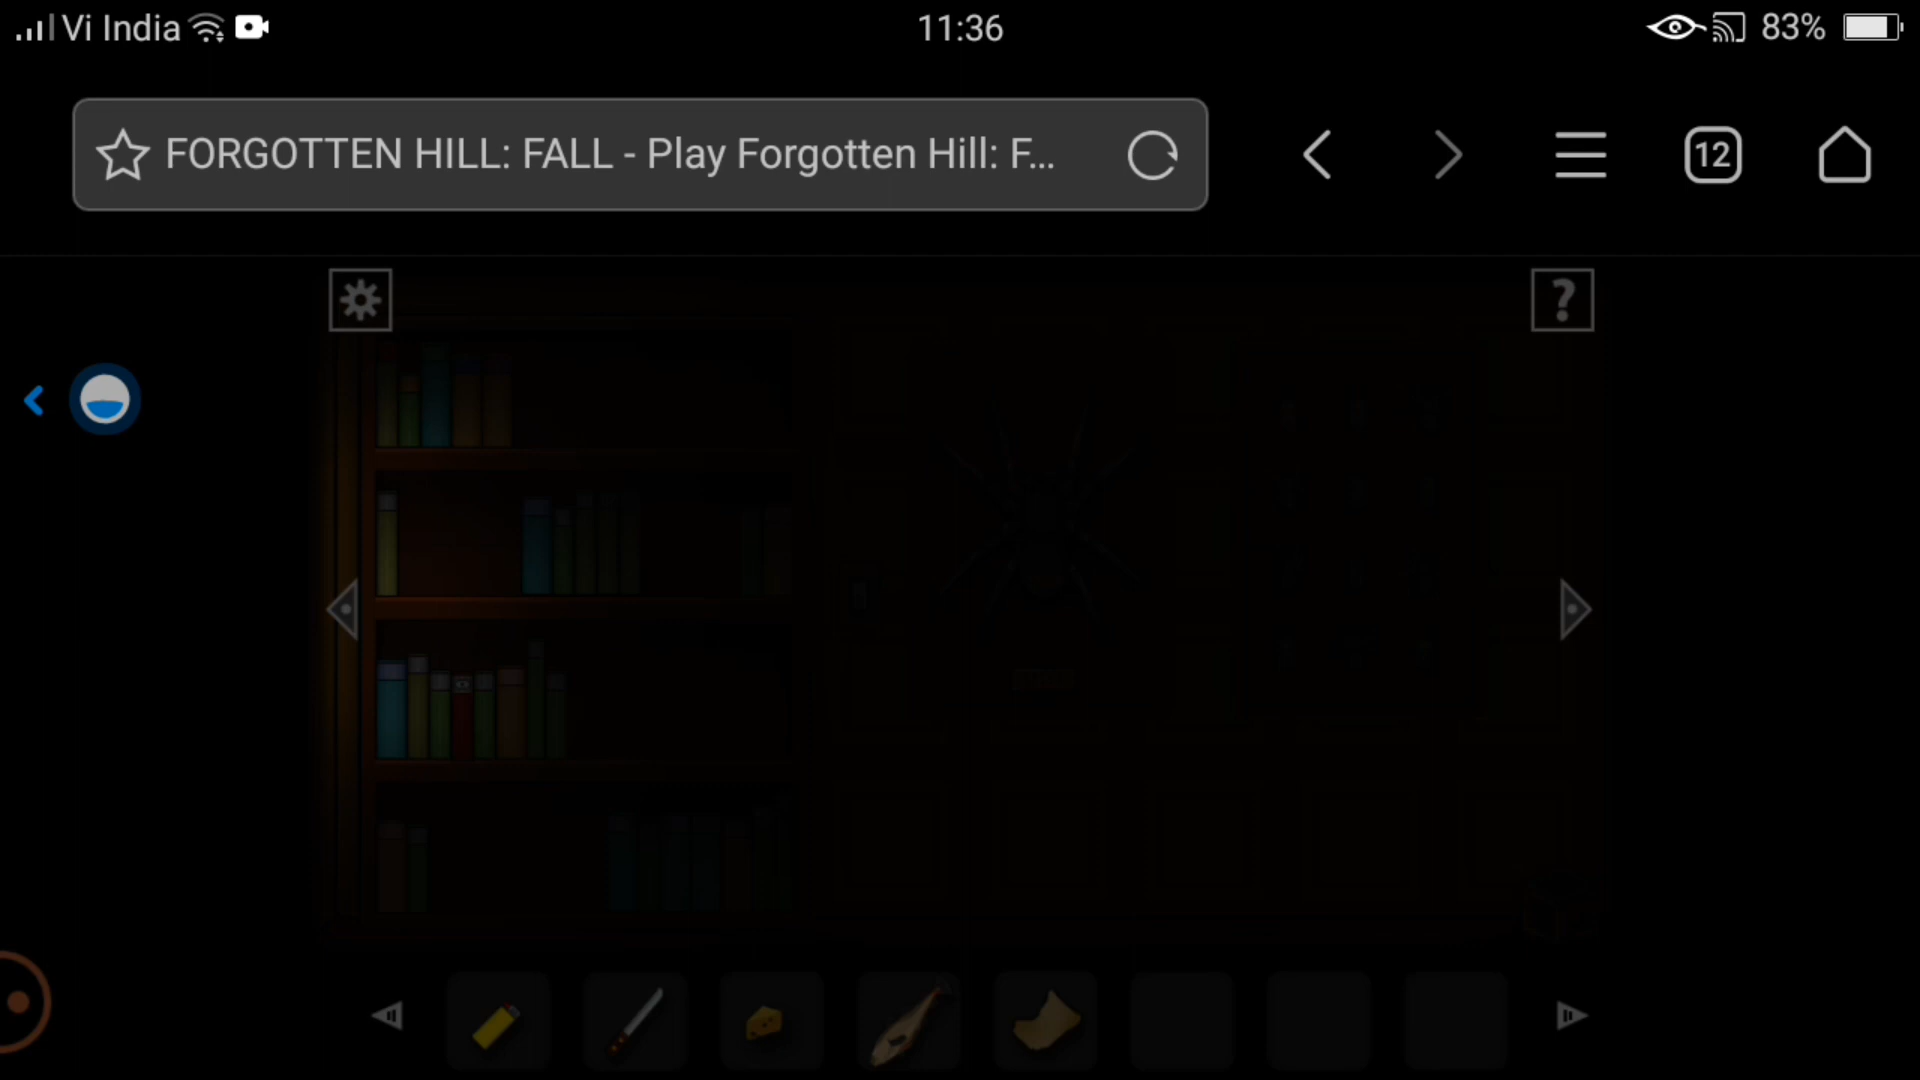 Vi India
11:36
83%
FORGOTTEN HILL: FALL - Play Forgotten Hill: F...
12
?